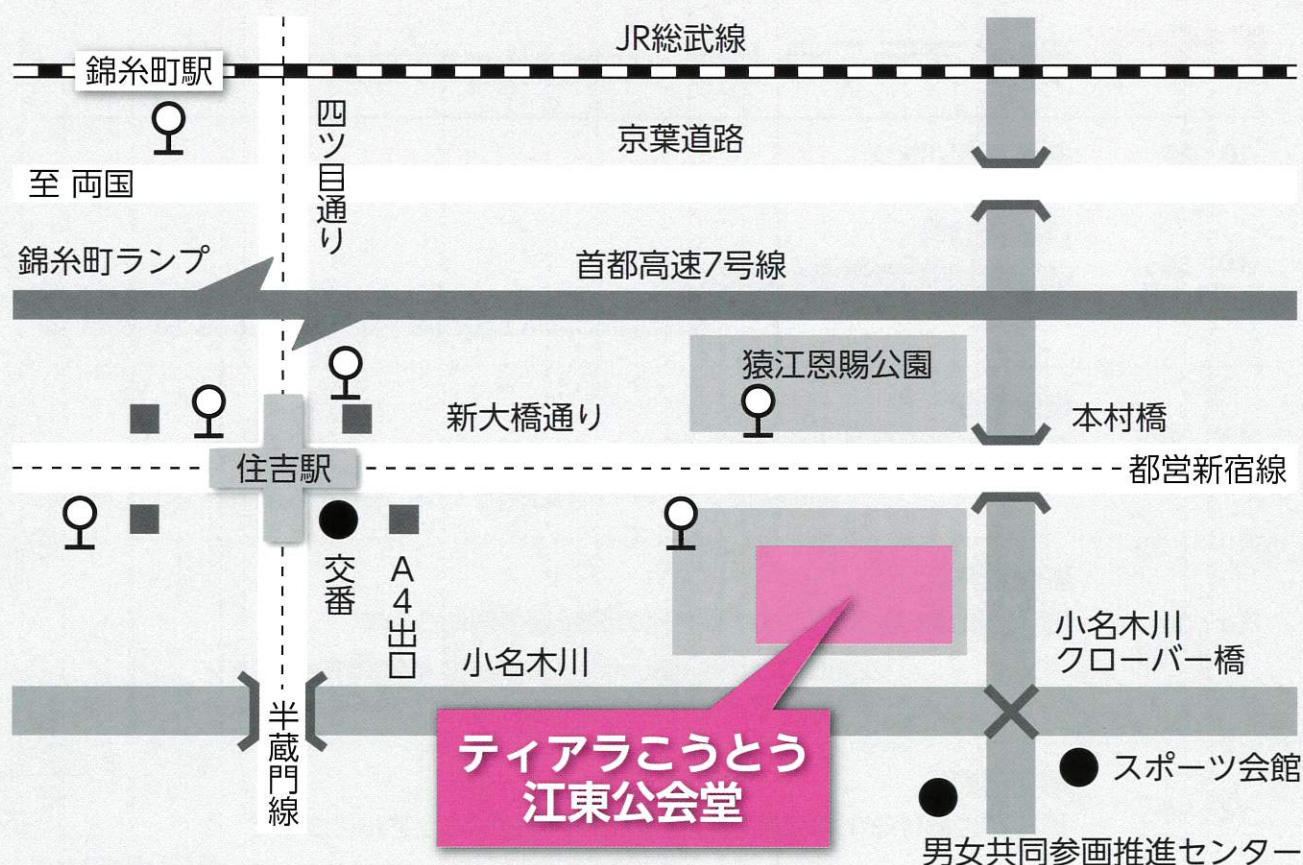 JR総武線
錦糸町駅
四ツ目通り
京葉道路
至 両国
錦糸町ランプ
首都高速7号線
猿江恩賜公園
新大橋通り
本村橋
住吉駅
都営新宿線
交番
A4出口
小名木川
小名木川
クローバー橋
半蔵門線
ティアラこうとう
江東公会堂
スポーツ会館
男女共同参画推進センター